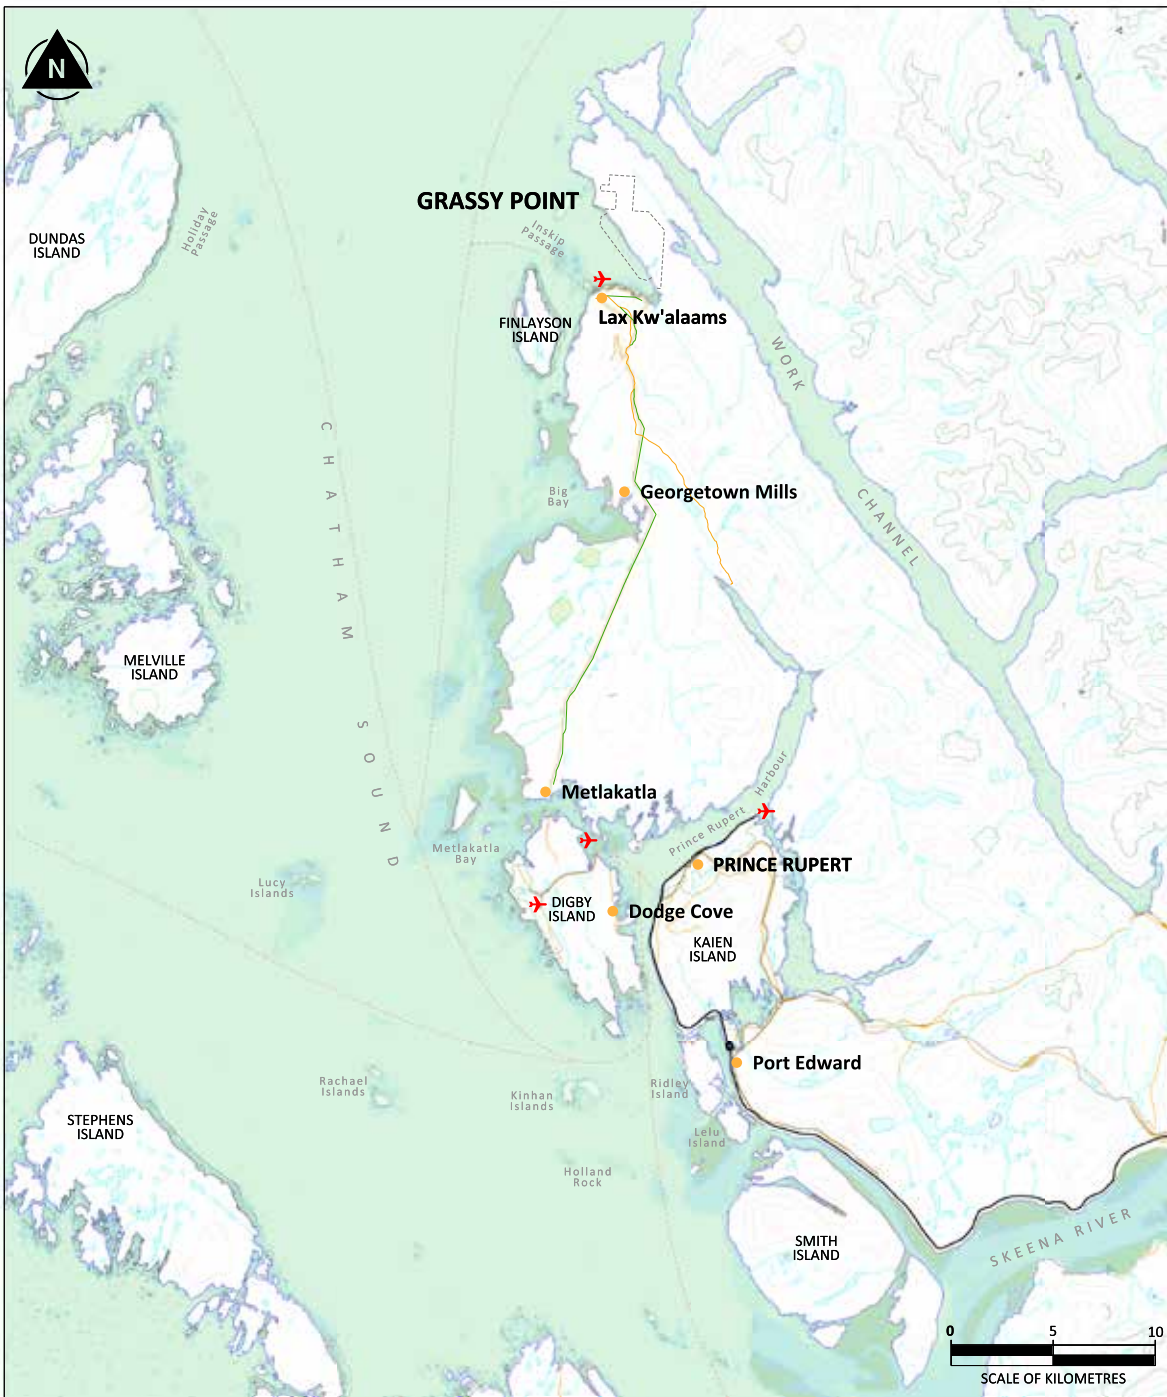 N
GRASSY POINT
DUNDAS
ISLAND
Holiday
Passage
Inskip
Passage
FINLAYSON
ISLAND
Lax Kw'alaams
WORK
CHANNEL
CHATHAM
SOUND
Big
Bay
Georgetown Mills
MELVILLE
ISLAND
Metlakatla
Metlakatla
Bay
Prince Rupert Harbour
PRINCE RUPERT
Lucy
Islands
DIGBY
ISLAND
Dodge Cove
KAIEN
ISLAND
Port Edward
Rachael
Islands
Kinhan
Islands
Ridley
Island
STEPHENS
ISLAND
Lelu
Island
Holland
Rock
SMITH
ISLAND
SKEENA RIVER
0 5 10
SCALE OF KILOMETRES